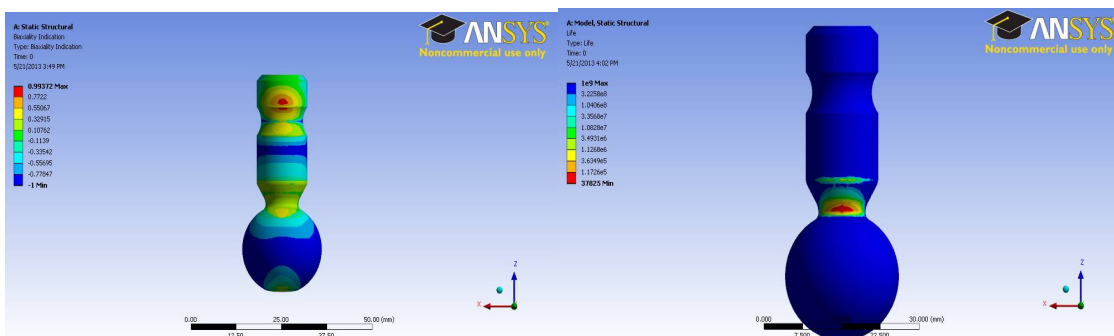 A: Static Structural
Biaxiality Indication
Type: Biaxiality Indication
Time: 0
5/21/2013 3:49 PM
0.99372 Max
0.7722
0.55067
0.32915
0.10762
-0.1139
-0.33542
-0.55695
-0.77847
-1 Min
ANSYS
Noncommercial use only
Z
X
0.00 25.00 50.00 (mm)
12.50 37.50
A: Model, Static Structural
Life
Type: Life
Time: 0
5/21/2013 4:02 PM
1e9 Max
3.2258e8
1.0406e8
3.3568e7
1.0828e7
3.4931e6
1.1268e6
3.6349e5
1.1726e5
37825 Min
ANSYS
Noncommercial use only
Z
X
0.000 30.000 (mm)
7.500 22.500